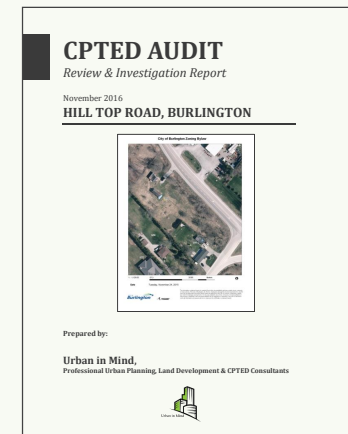 CPTED AUDIT
Review & Investigation Report
November 2016
HILL TOP ROAD, BURLINGTON
City of Burlington Zoning Bylaw
Burlington
Prepared by:
Urban in Mind,
Professional Urban Planning, Land Development & CPTED Consultants
Urban in Mind